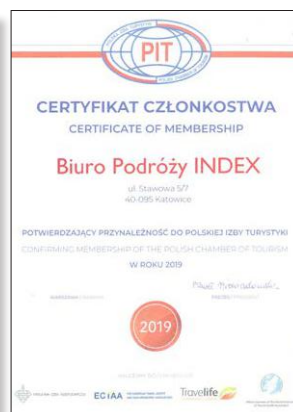 PIT
CERTYFIKAT CZŁONKOSTWA
CERTIFICATE OF MEMBERSHIP
Biuro Podróży INDEX
ul. Stawowa 5/7
40-095 Katowice
POTWIERDZAJĄCY PRZYNALEŻNOŚĆ DO POLSKIEJ IZBY TURYSTYKI
CONFIRMING MEMBERSHIP OF THE POLISH CHAMBER OF TOURISM
W ROKU 2019
2019
ECTAA
Travelife